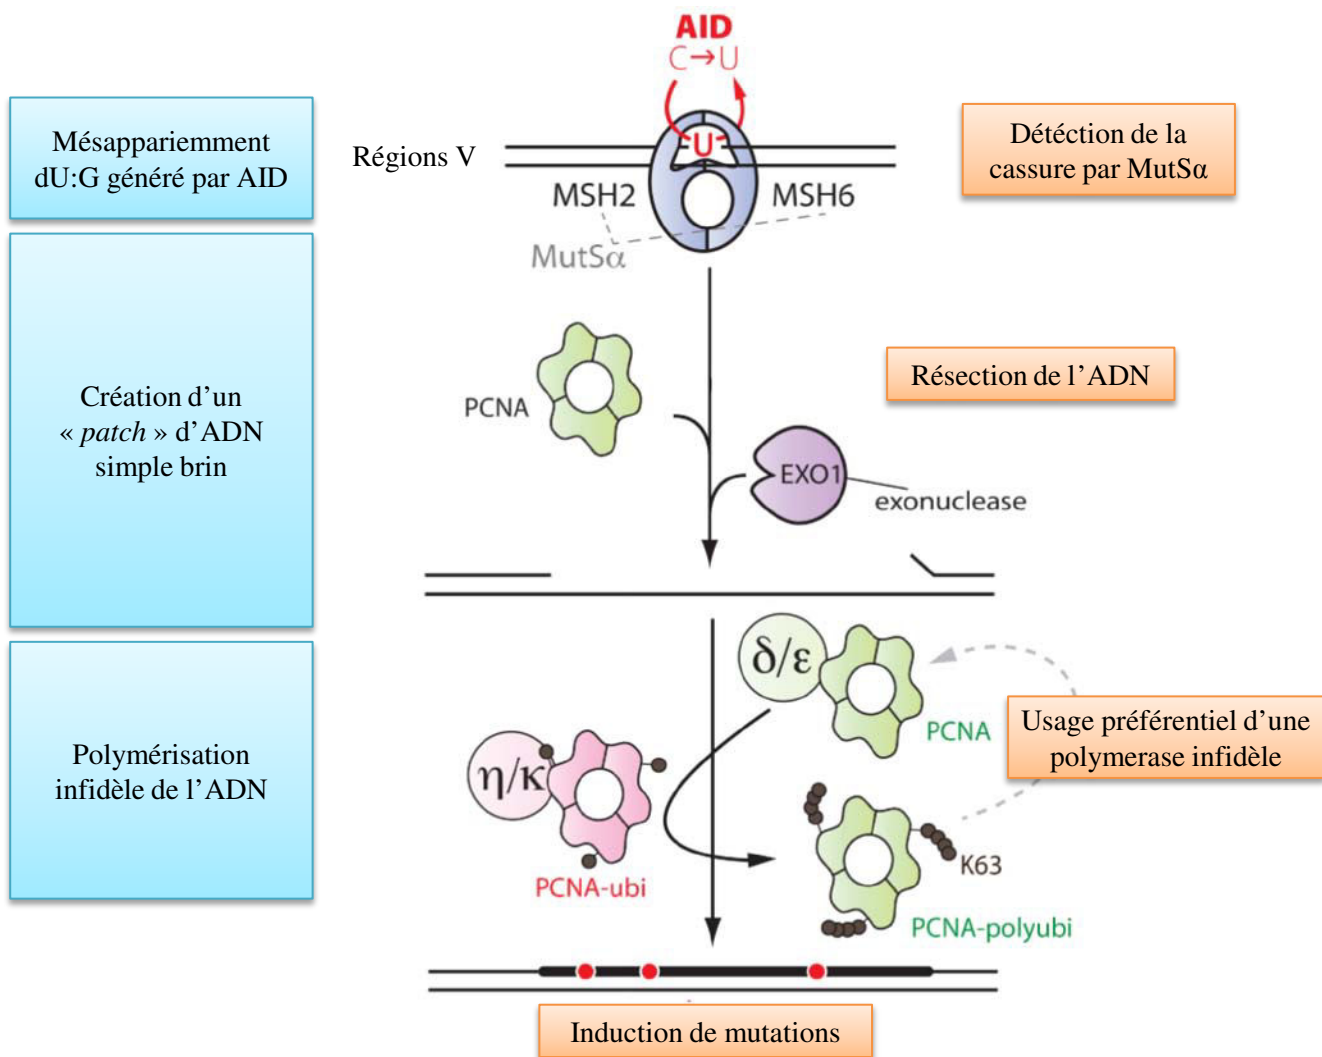 AID
C→U
Mésappariemment
dU:G généré par AID
Régions V
U
Détéction de la
cassure par MutSα
MSH2
MSH6
MutSα
Création d’un
« patch » d’ADN
simple brin
PCNA
Résection de l’ADN
EXO1
exonuclease
Polymérisation
infidèle de l’ADN
δ/ε
PCNA
Usage préférentiel d’une
polymerase infidèle
η/κ
PCNA-ubi
K63
PCNA-polyubi
Induction de mutations